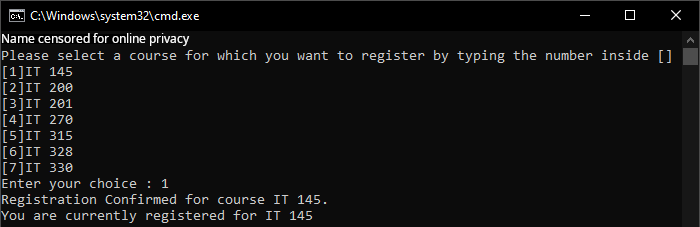 C:\Windows\system32\cmd.exe
Name censored for online privacy
Please select a course for which you want to register by typing the number inside []
[1]IT 145
[2]IT 200
[3]IT 201
[4]IT 270
[5]IT 315
[6]IT 328
[7]IT 330
Enter your choice : 1
Registration Confirmed for course IT 145.
You are currently registered for IT 145